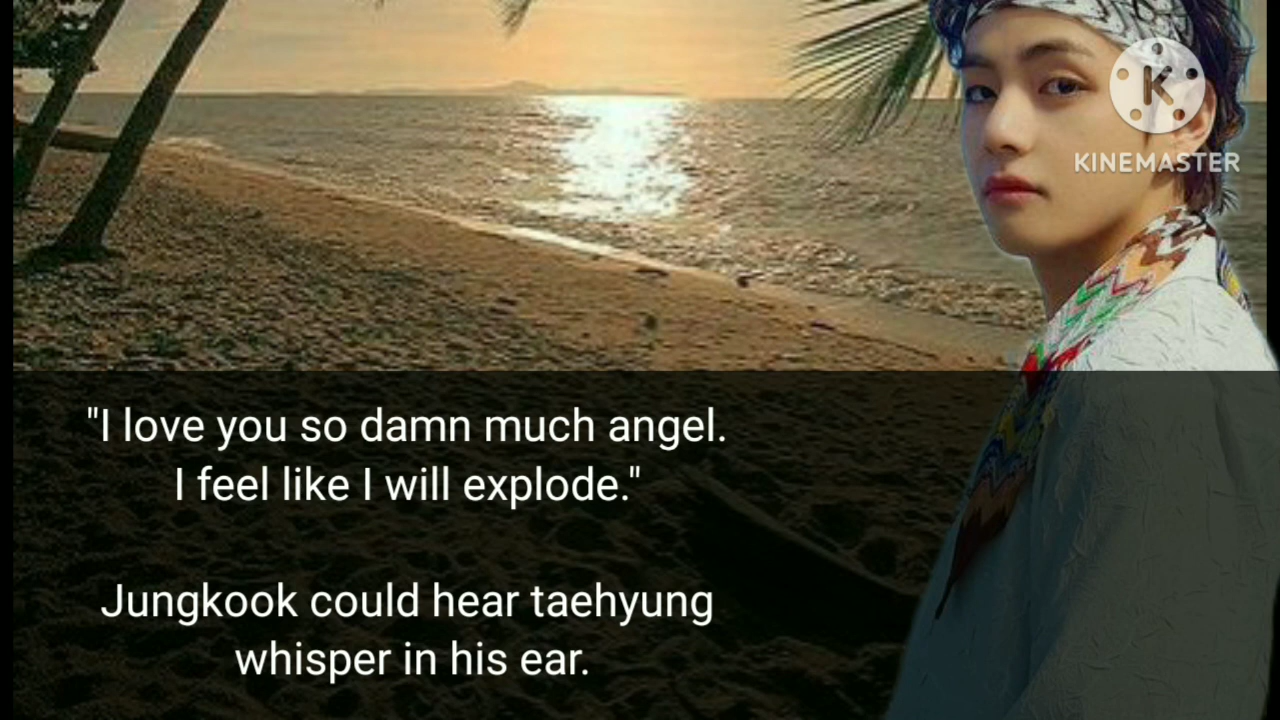 K
KINEMASTER
"I love you so damn much angel.
I feel like I will explode."
Jungkook could hear taehyung
whisper in his ear.